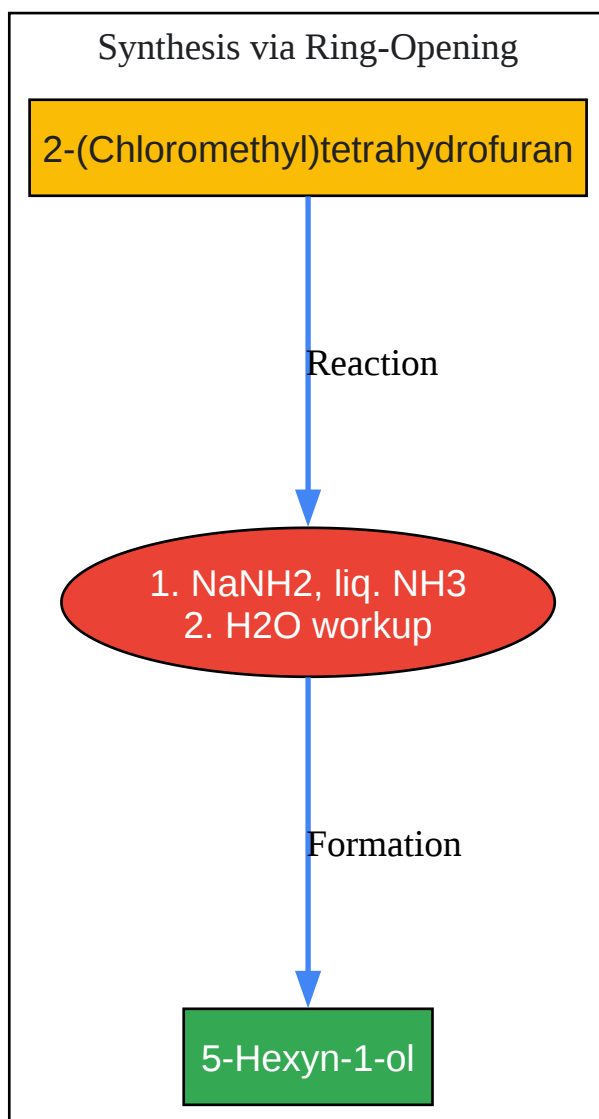 Synthesis via Ring-Opening
2-(Chloromethyl)tetrahydrofuran
Reaction
1. NaNH2, liq. NH3
2. H2O workup
Formation
5-Hexyn-1-ol